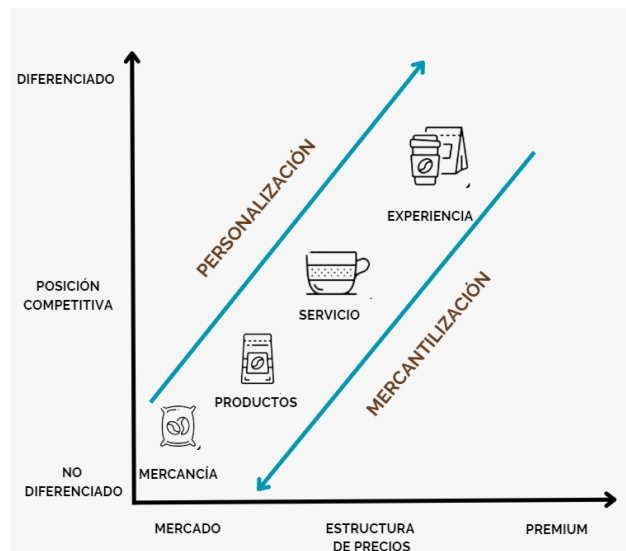 DIFERENCIADO
PERSONALIZACIÓN
EXPERIENCIA
POSICIÓN
COMPETITIVA
SERVICIO
MERCANTILIZACIÓN
PRODUCTOS
MERCANCÍA
NO
DIFERENCIADO
MERCADO
ESTRUCTURA
DE PRECIOS
PREMIUM